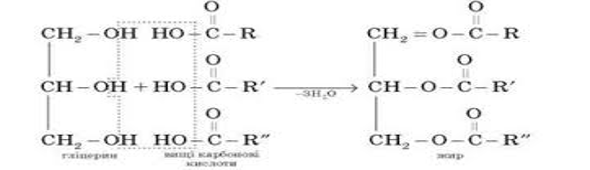 O O
CH₂ – OH HO – C – R CH₂ = O – C – R
O O
CH – OH + HO – C – R′ –3H₂O CH – O – C – R′
O O
CH₂ – OH HO – C – R″ CH₂ – O – C – R″
гліцерин вищі карбонові жир
кислоти